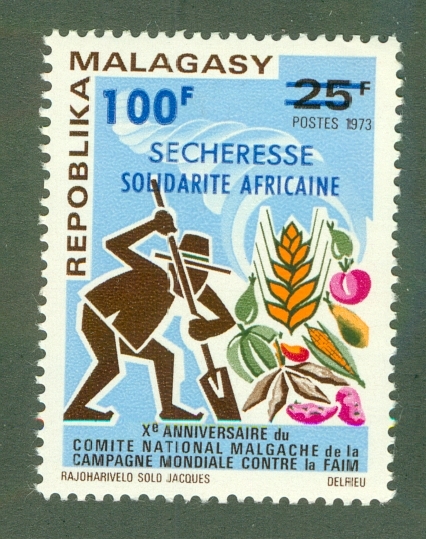 REPOBLIKA MALAGASY
100F
25F
POSTES 1973
SECHERESSE
SOLIDARITE AFRICAINE
Xe ANNIVERSAIRE du
COMITE NATIONAL MALGACHE de la
CAMPAGNE MONDIALE CONTRE la FAIM
RAJOHARIVELO SOLD JACQUES DELRIEU